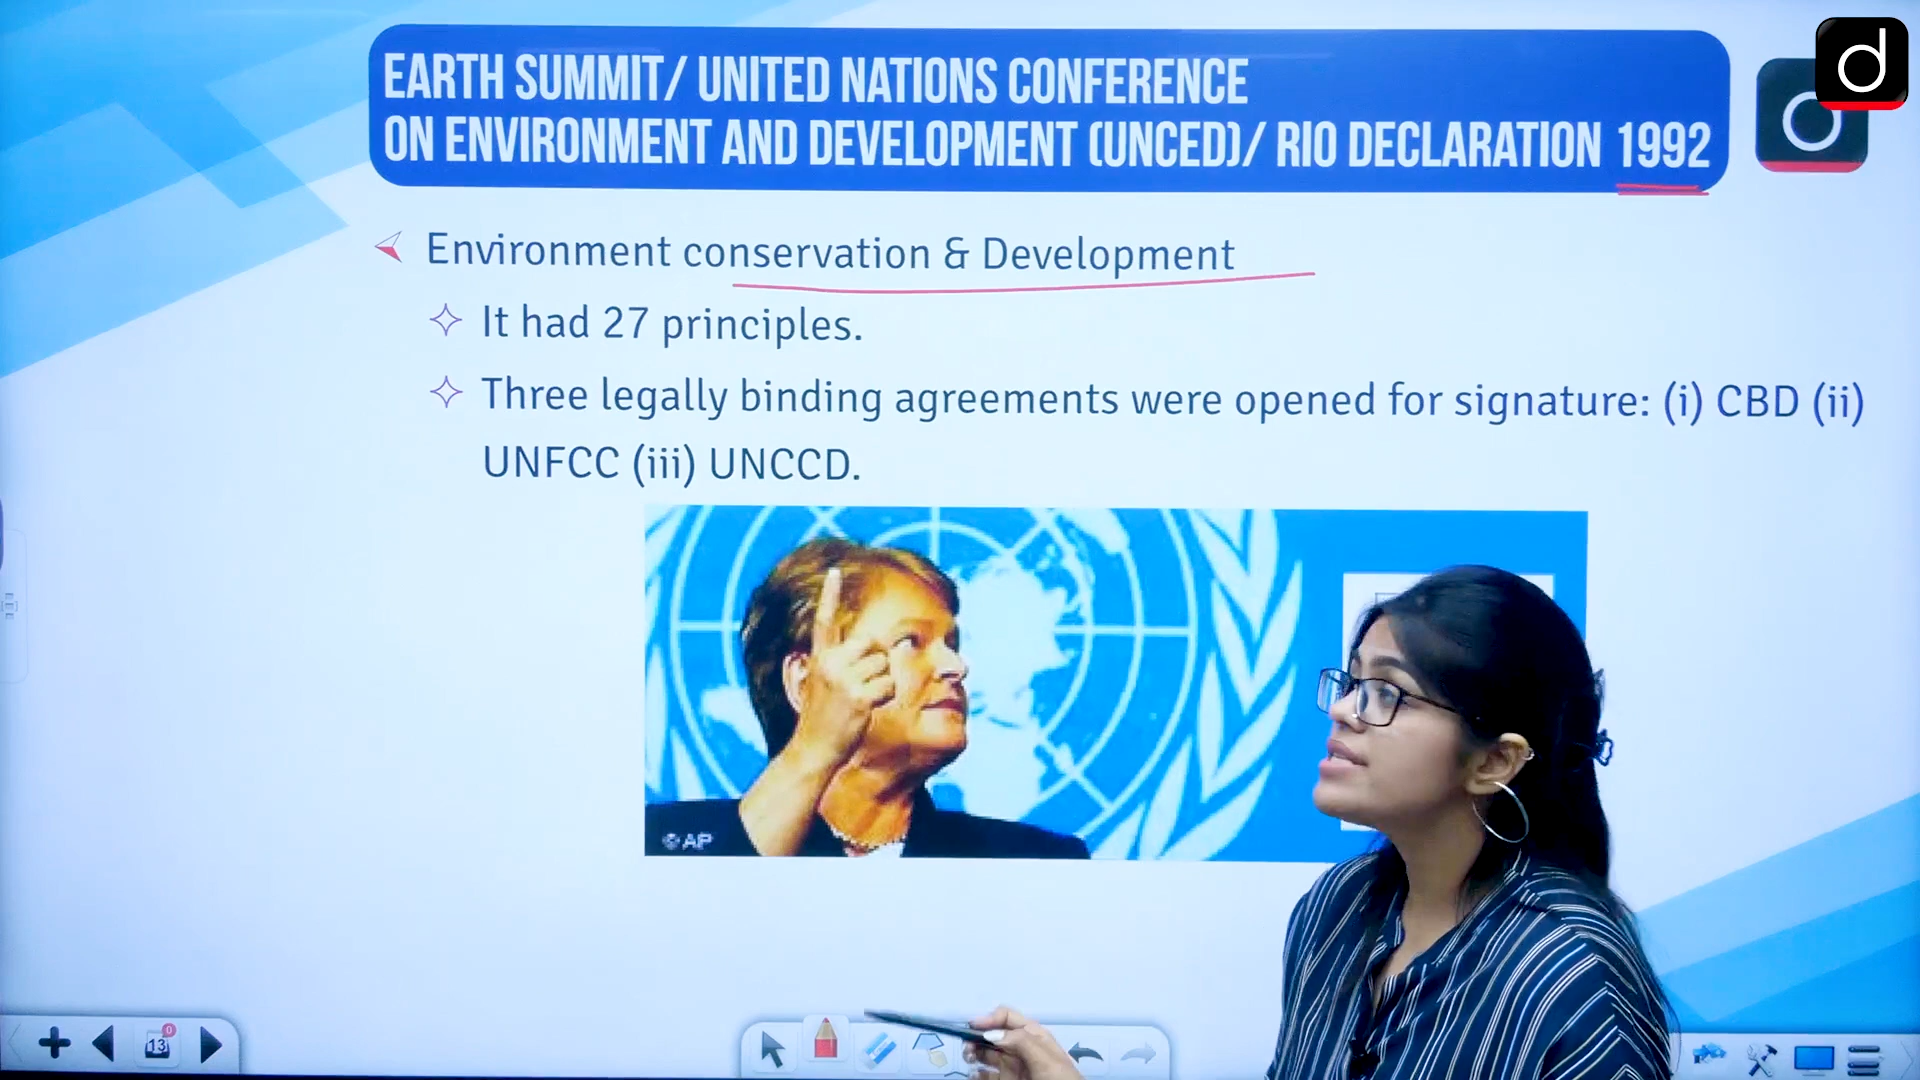 EARTH SUMMIT/ UNITED NATIONS CONFERENCE
ON ENVIRONMENT AND DEVELOPMENT (UNCED)/ RIO DECLARATION 1992
d
Environment conservation & Development
It had 27 principles.
Three legally binding agreements were opened for signature: (i) CBD (ii)
UNFCC (iii) UNCCD.
© AP
13
0